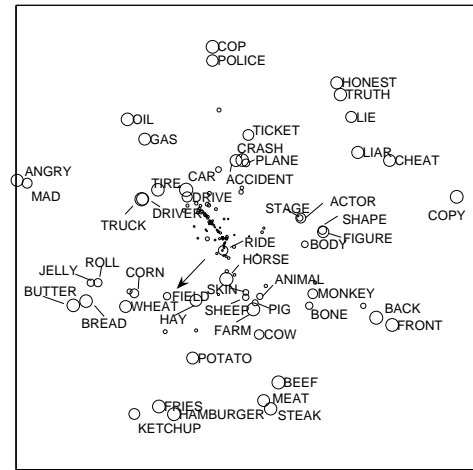 COP
POLICE
HONEST
TRUTH
OIL
LIE
TICKET
GAS
CRASH
LIAR
PLANE
CHEAT
ANGRY
ACCIDENT
MAD
TIRE
CAR
DRIVE
ACTOR
COPY
STAGE
SHAPE
DRIVER
TRUCK
FIGURE
RIDE
BODY
HORSE
ROLL
JELLY
CORN
ANIMAL
SKIN
MONKEY
FIELD
BUTTER
WHEAT
SHEEP
PIG
BONE
BACK
HAY
BREAD
FARM
FRONT
COW
POTATO
BEEF
MEAT
FRIES
HAMBURGER
STEAK
KETCHUP